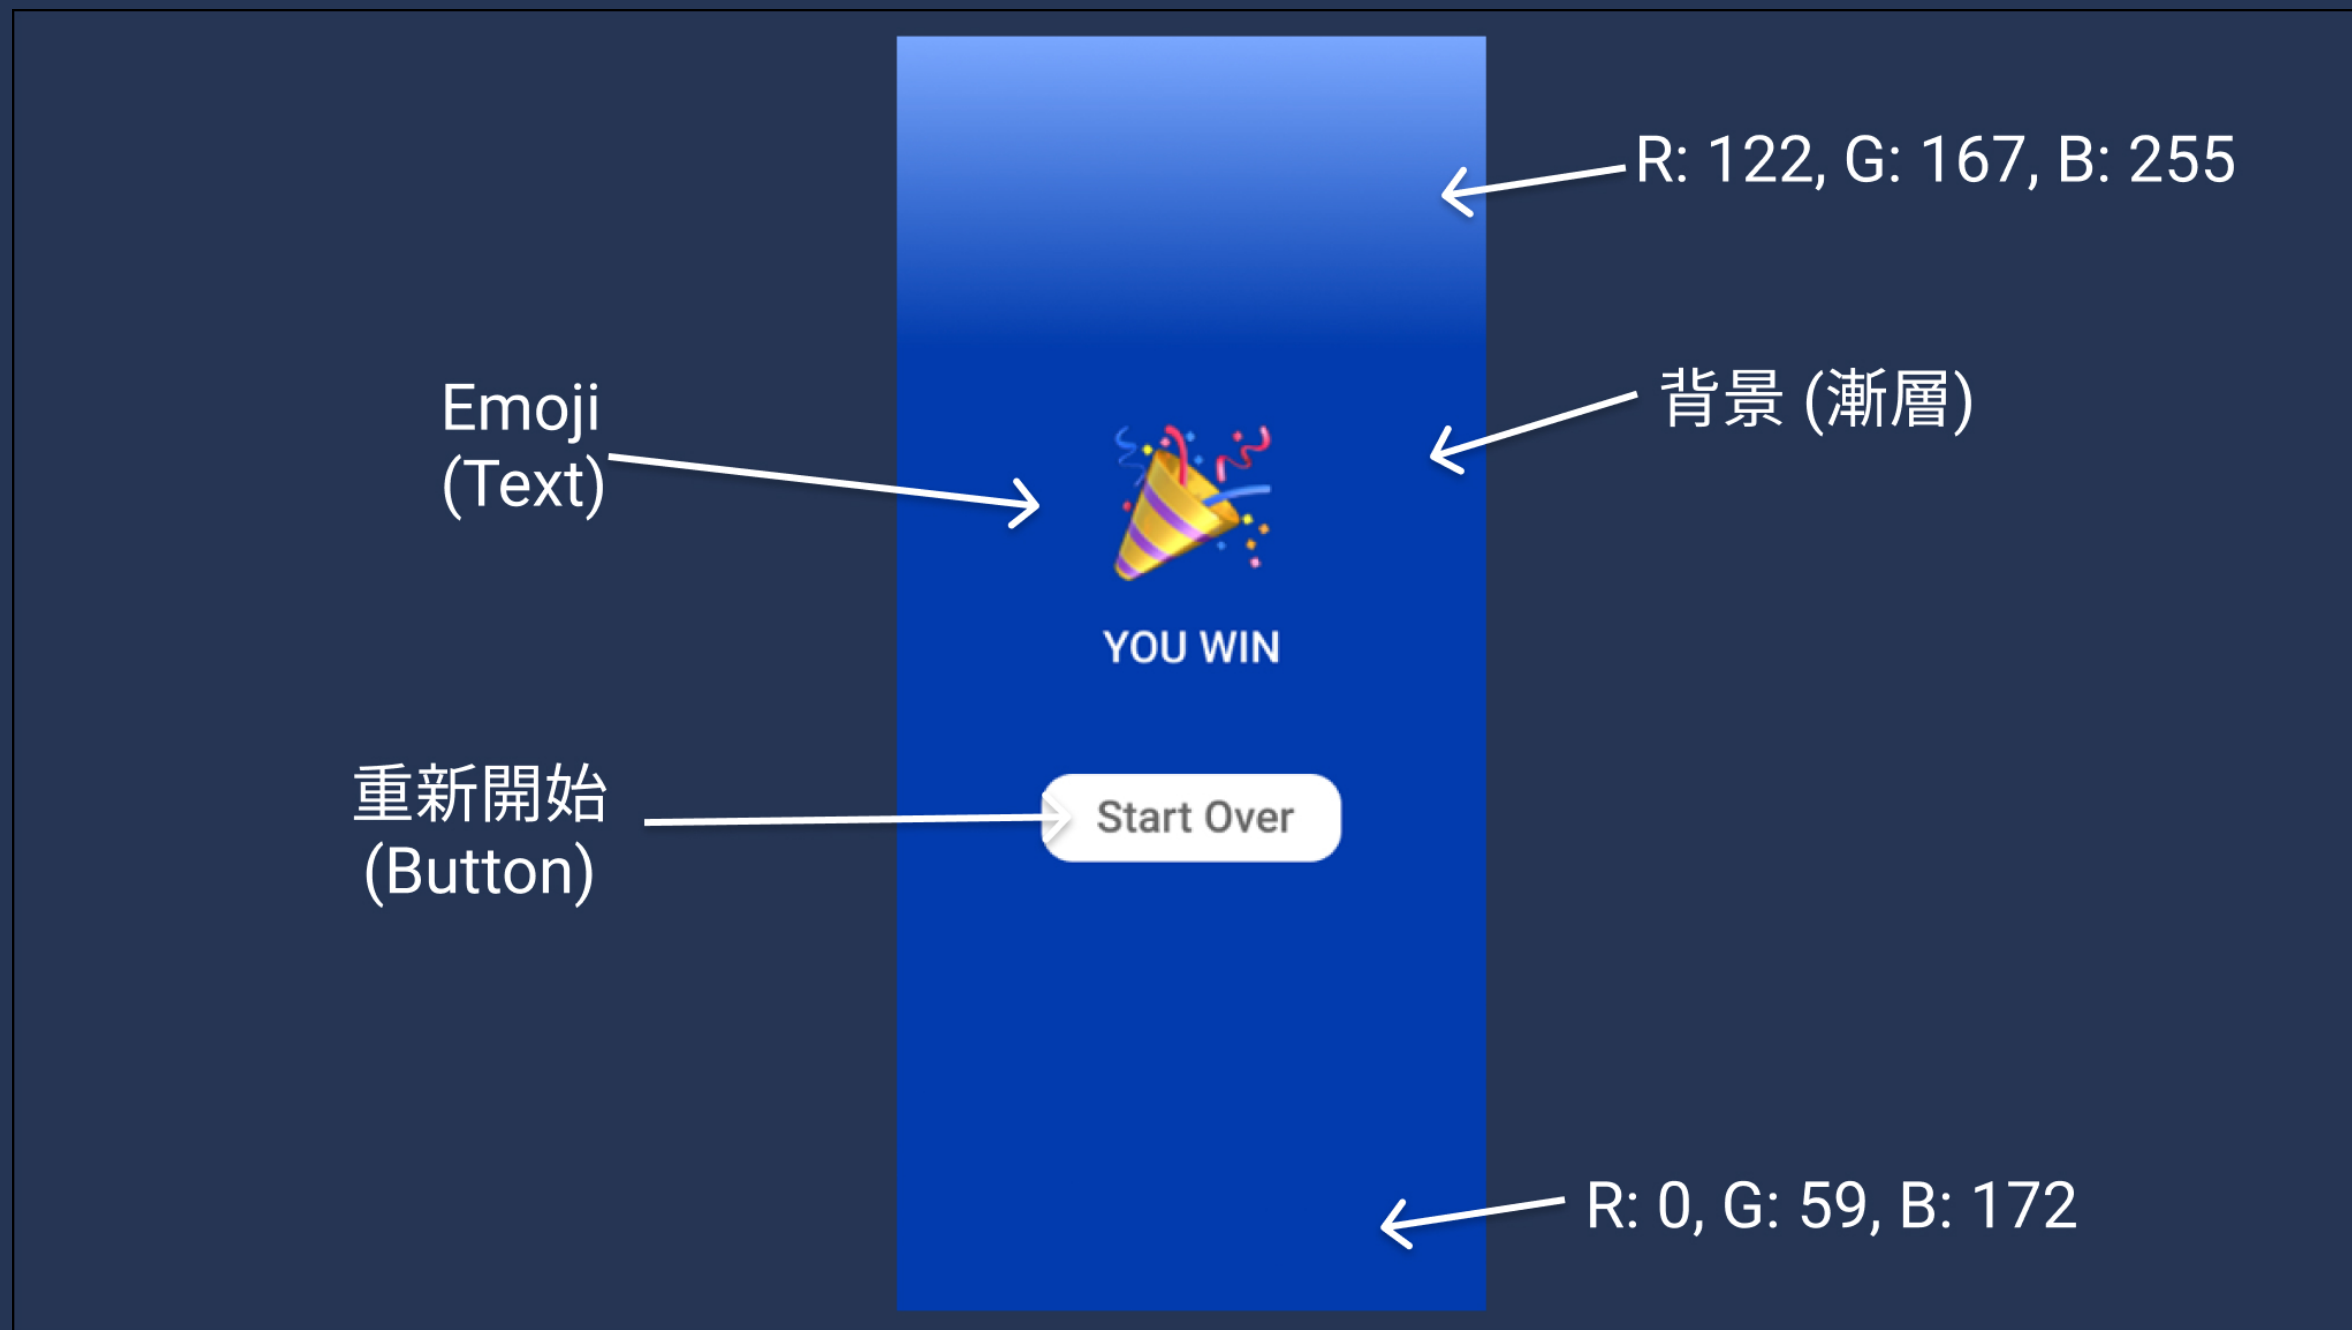 R: 122, G: 167, B: 255
背景 (漸層)
Emoji
(Text)
YOU WIN
重新開始
(Button)
Start Over
R: 0, G: 59, B: 172